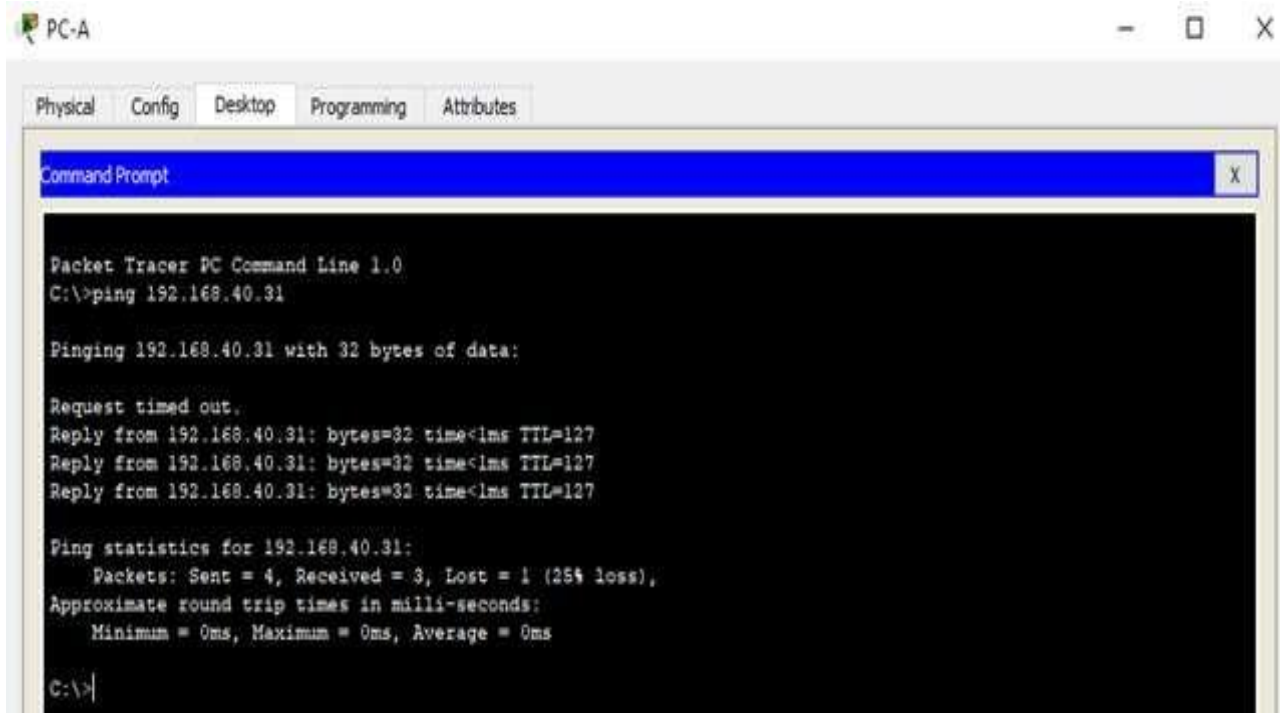 PC-A
Physical Config Desktop Programming Attributes
Command Prompt
X
Packet Tracer PC Command Line 1.0
C:\>ping 192.168.40.31
Pinging 192.168.40.31 with 32 bytes of data:
Request timed out.
Reply from 192.168.40.31: bytes=32 time<1ms TTL=127
Reply from 192.168.40.31: bytes=32 time<1ms TTL=127
Reply from 192.168.40.31: bytes=32 time<1ms TTL=127
Ping statistics for 192.168.40.31:
Packets: Sent = 4, Received = 3, Lost = 1 (25% loss),
Approximate round trip times in milli-seconds:
Minimum = 0ms, Maximum = 0ms, Average = 0ms
C:\>